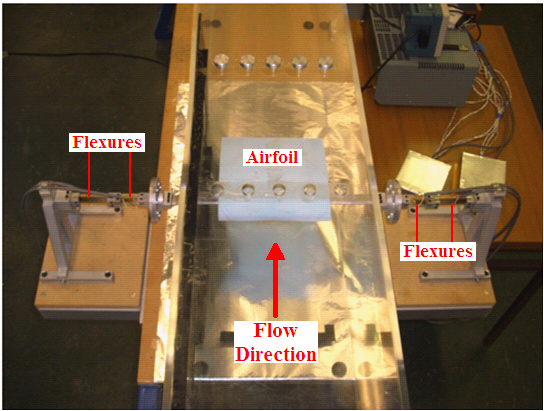 Flexures
Airfoil
Flexures
Flow
Direction